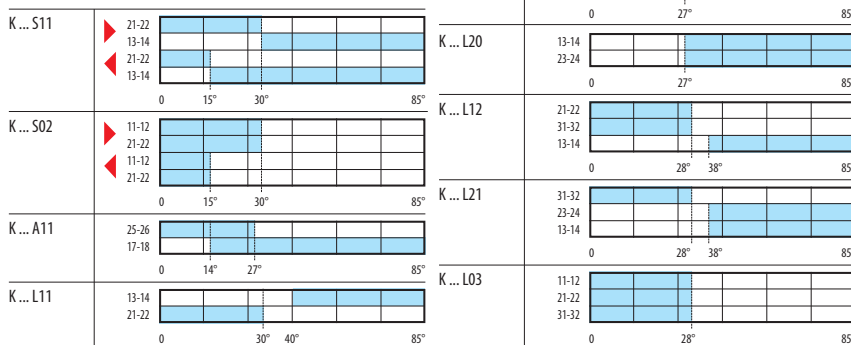 K ... S11
21-22
13-14
21-22
13-14
0 15° 30° 85°
K ... S02
11-12
21-22
11-12
21-22
0 15° 30° 85°
K ... A11
25-26
17-18
0 14° 27° 85°
K ... L11
13-14
21-22
0 30° 40° 85°
0 27° 85°
K ... L20
13-14
23-24
0 27° 85°
K ... L12
21-22
31-32
13-14
0 28° 38° 85°
K ... L21
31-32
23-24
13-14
0 28° 38° 85°
K ... L03
11-12
21-22
31-32
0 28° 85°